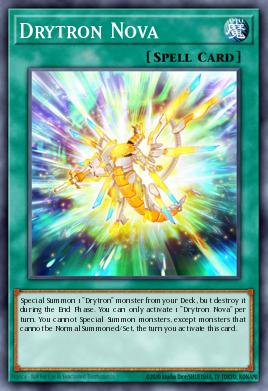 Drytron Nova
魔
[Spell Card]
Special Summon 1 "Drytron" monster from your Deck, but destroy it
during the End Phase. You can only activate 1 "Drytron Nova" per
turn. You cannot Special Summon monsters, except monsters that
cannot be Normal Summoned/Set, the turn you activate this card.